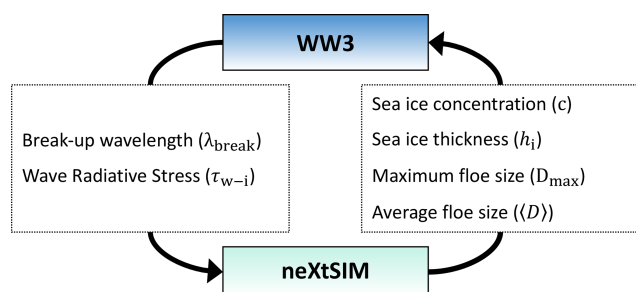 WW3
Break-up wavelength (λbreak)
Wave Radiative Stress (τw−i)
Sea ice concentration (c)
Sea ice thickness (hi)
Maximum floe size (Dmax)
Average floe size (⟨D⟩)
neXtSIM